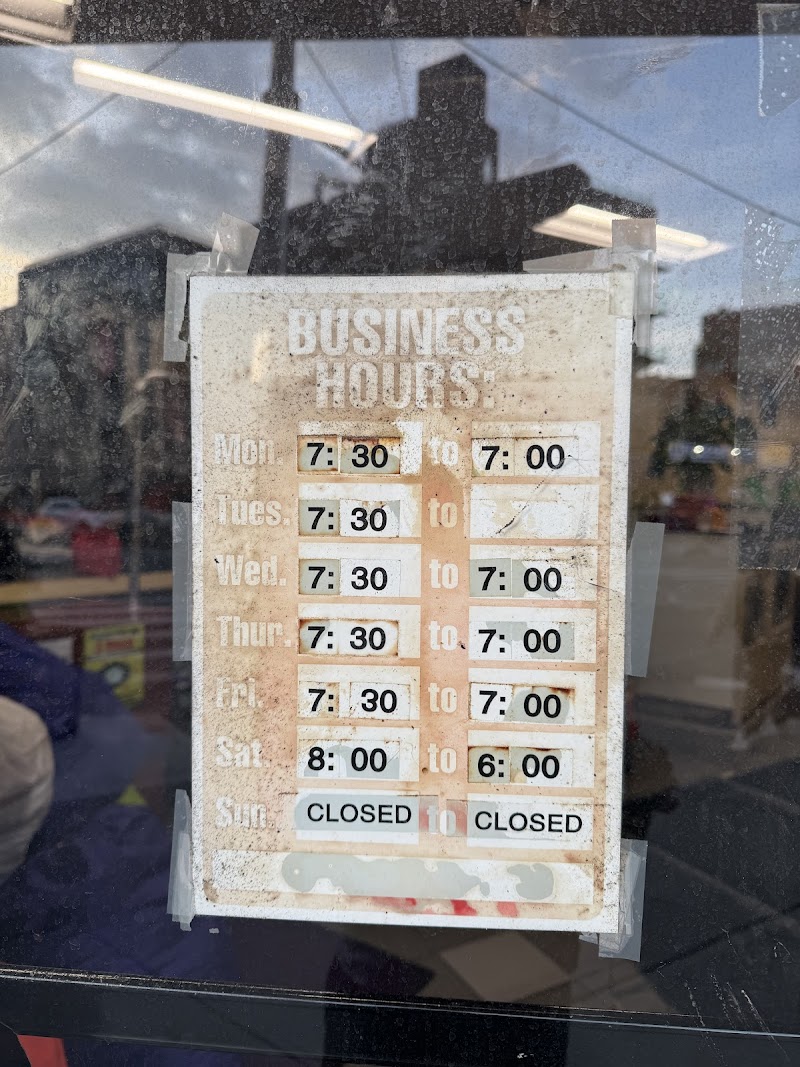 BUSINESS
HOURS:
Mon 7:30 to 7:00
Tues. 7:30 to
Wed. 7:30 to 7:00
Thur. 7:30 to 7:00
Fri. 7:30 to 7:00
Sat 8:00 to 6:00
Sun. CLOSED to CLOSED